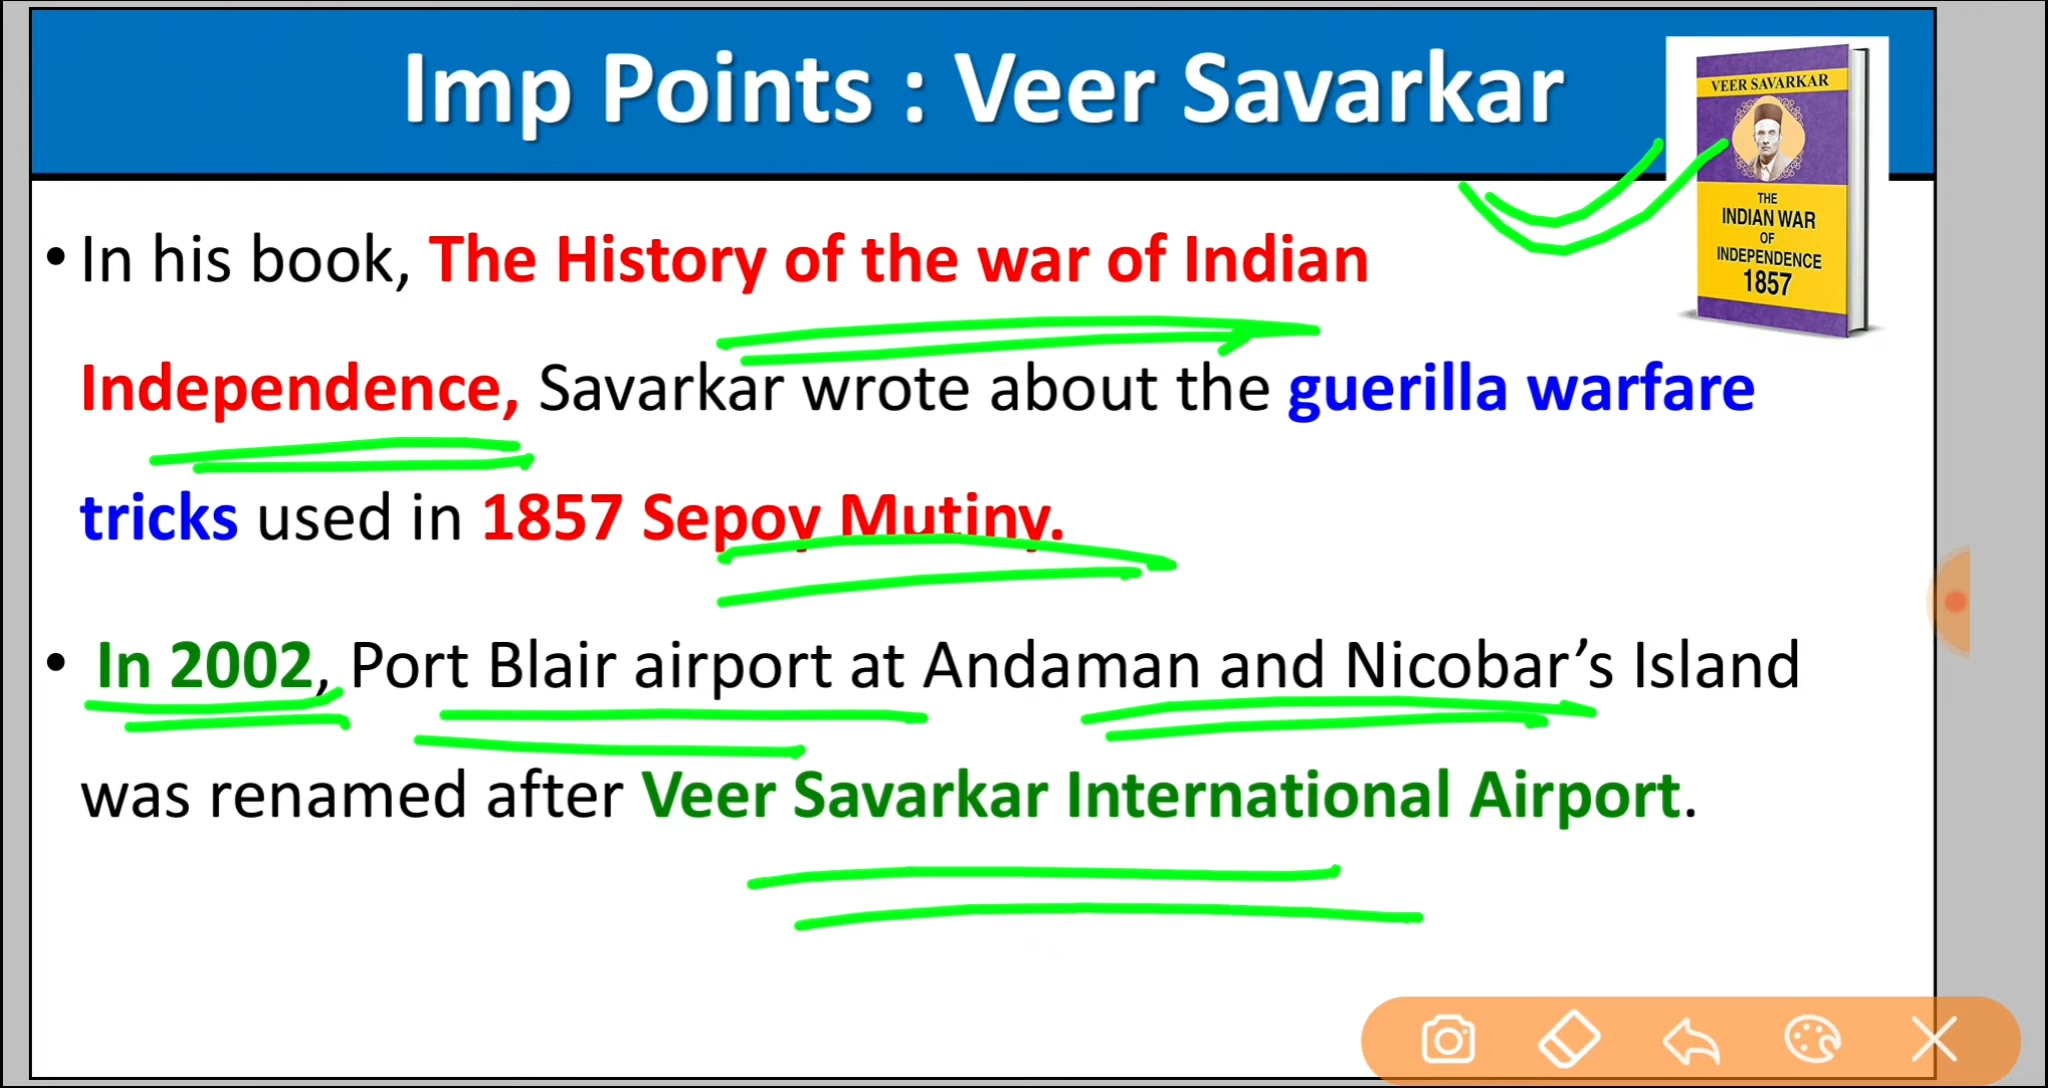 Imp Points : Veer Savarkar
VEER SAVARKAR
THE
INDIAN WAR
OF
INDEPENDENCE
1857
• In his book, The History of the war of Indian
Independence, Savarkar wrote about the guerilla warfare
tricks used in 1857 Sepoy Mutiny.
• In 2002, Port Blair airport at Andaman and Nicobar’s Island
was renamed after Veer Savarkar International Airport.